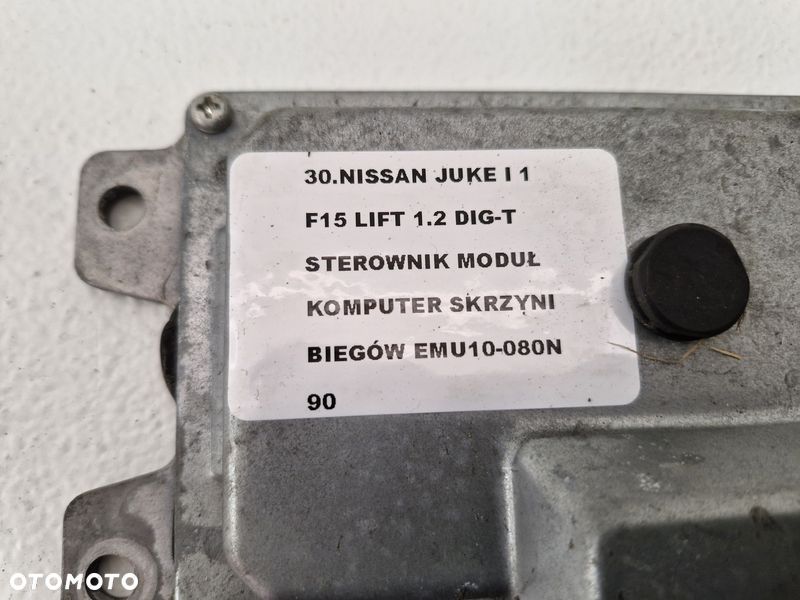 30.NISSAN JUKE I 1
F15 LIFT 1.2 DIG-T
STEROWNIK MODUŁ
KOMPUTER SKRZYNI
BIEGÓW EMU10-080N
90
OTOMOTO